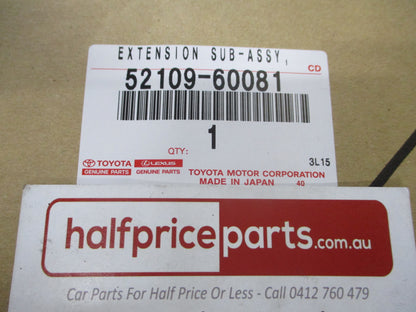 EXTENSION SUB-ASSY,
CD
52109-60081
QTY: 1
3L15
TOYOTA LEXUS
GENUINE PARTS GENUINE PARTS
TOYOTA MOTOR CORPORATION
MADE IN JAPAN 40
halfpriceparts.com.au
Car Parts For Half Price Or Less - Call 0412 760 479